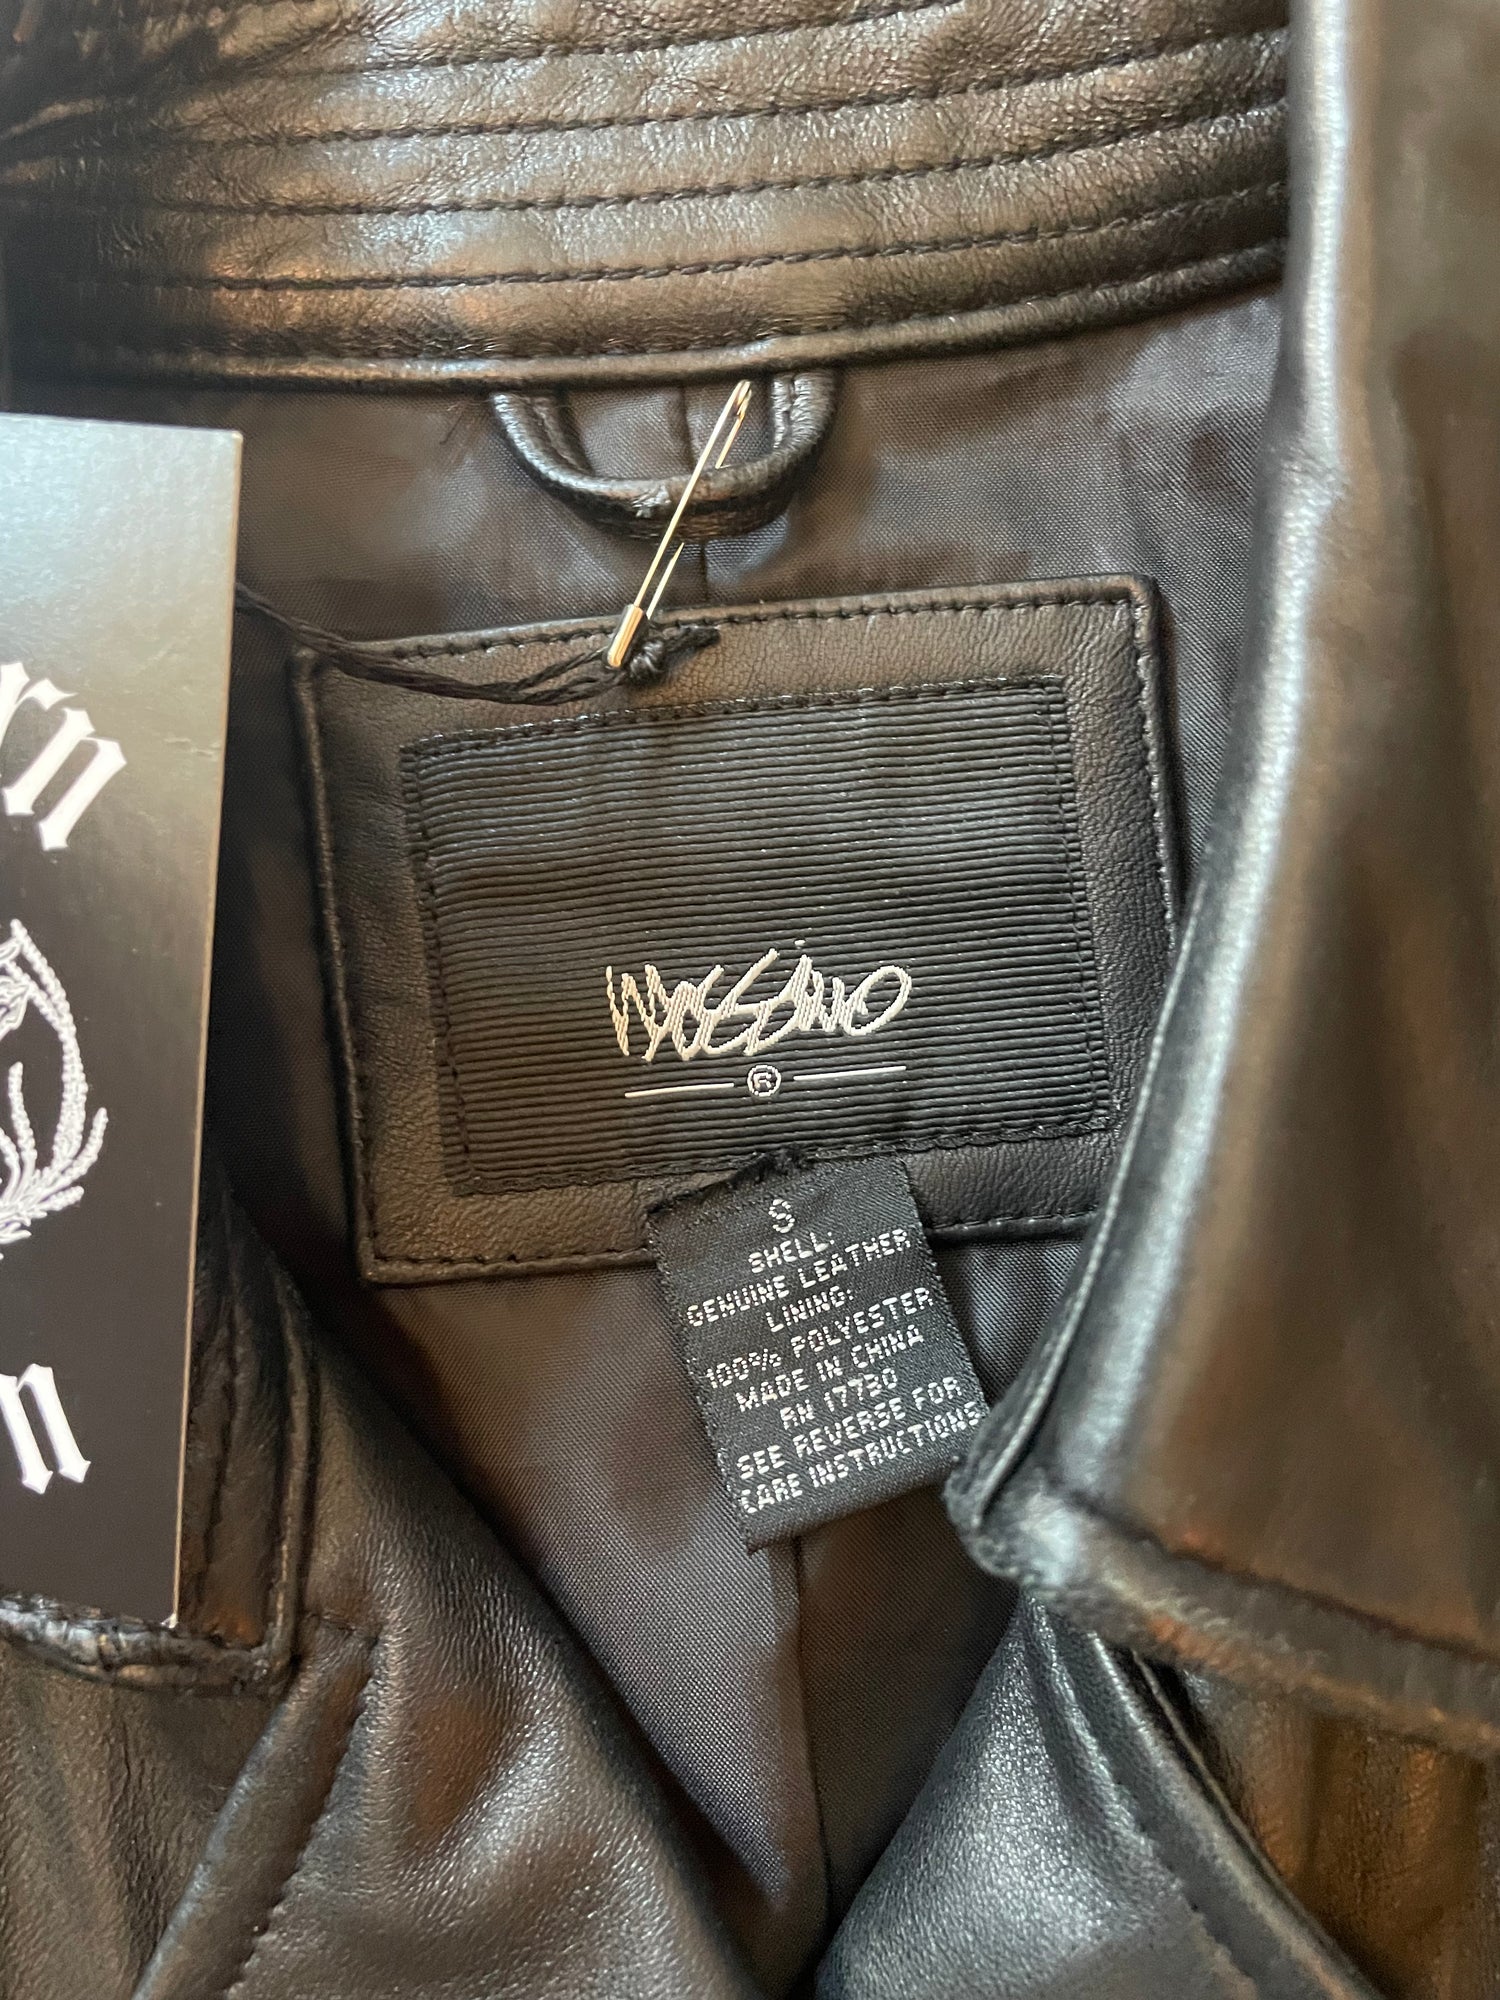 MOSSIMO
®
S
SHELL:
GENUINE LEATHER
LINING:
100% POLYESTER
MADE IN CHINA
RN 17730
SEE REVERSE FOR
CARE INSTRUCTIONS